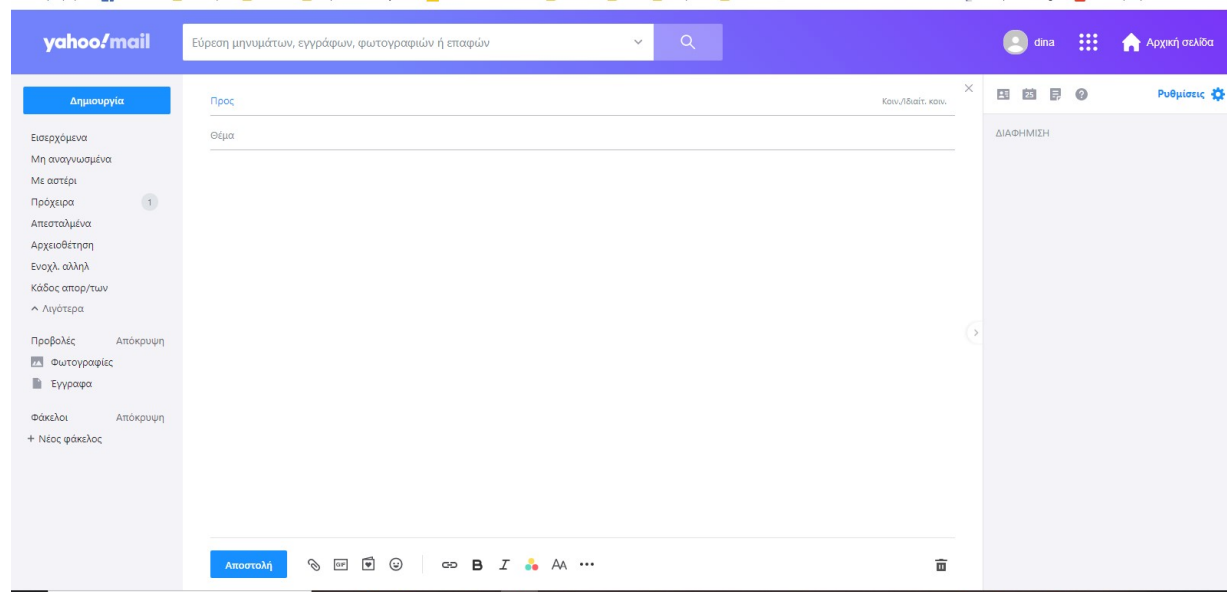 yahoo!mail
Εύρεση μηνυμάτων, εγγράφων, φωτογραφιών ή επαφών
dina
Αρχική σελίδα
Δημιουργία
Εισερχόμενα
Μη αναγνωσμένα
Με αστέρι
Πρόχειρα 1
Απεσταλμένα
Αρχειοθέτηση
Ενοχλ. αλληλ
Κάδος απορ/των
Λιγότερα
Προβολές Απόκρυψη
Φωτογραφίες
Έγγραφα
Φάκελοι Απόκρυψη
+ Νέος φάκελος
Προς Κοιν./Ιδιαίτ. κοιν.
Θέμα
Αποστολή GIF B I AA
25 Ρυθμίσεις
ΔΙΑΦΗΜΙΣΗ